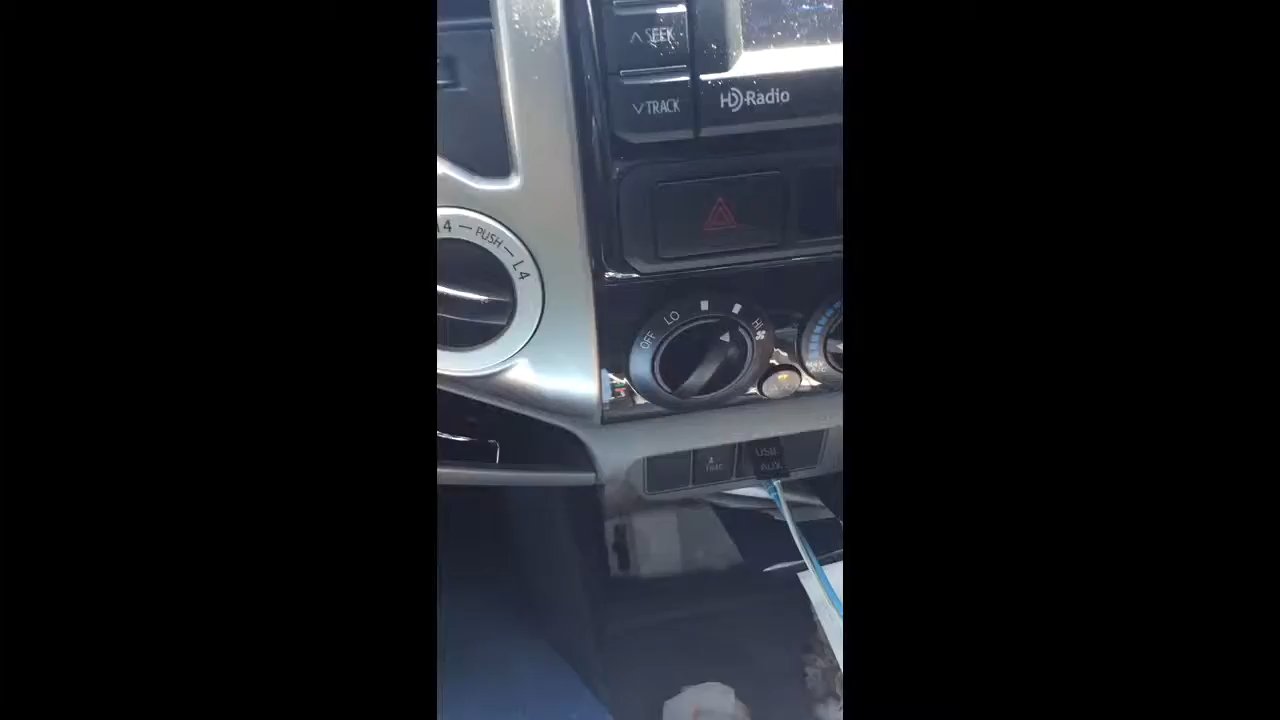 ∧ SEEK
∨ TRACK
HD Radio
4 — PUSH — L4
OFF
LO
HI
USB
AUX